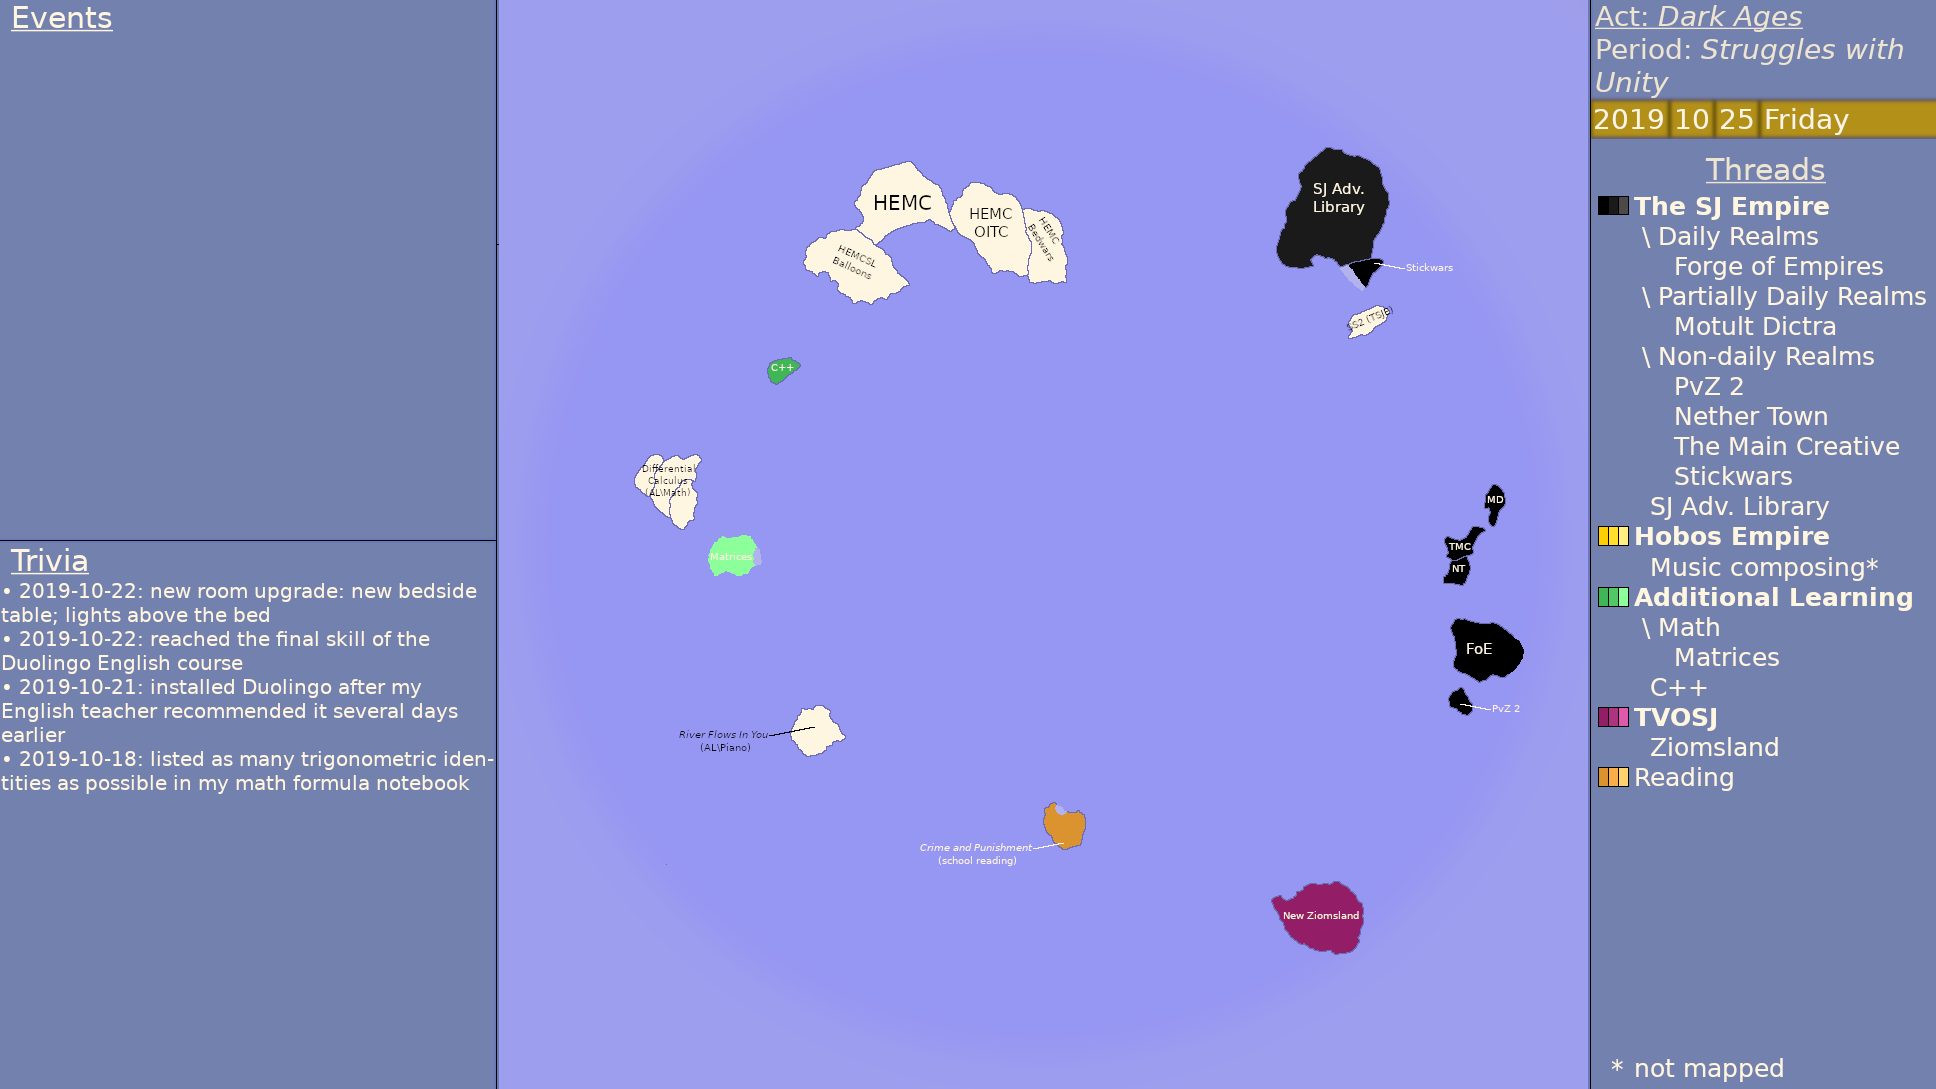 Events
Trivia
• 2019-10-22: new room upgrade: new bedside
table; lights above the bed
• 2019-10-22: reached the final skill of the
Duolingo English course
• 2019-10-21: installed Duolingo after my
English teacher recommended it several days
earlier
• 2019-10-18: listed as many trigonometric iden-
tities as possible in my math formula notebook
HEMC
HEMC
OITC
HEMC
Bedwars
HEMCSL
Balloons
SJ Adv.
Library
Stickwars
S2 (TSJE)
C++
Differential
Calculus
(AL\Math)
Matrices
MD
TMC
NT
FoE
PvZ 2
River Flows In You
(AL\Piano)
Crime and Punishment
(school reading)
New Ziomsland
Act: Dark Ages
Period: Struggles with
Unity
2019 10 25 Friday
Threads
The SJ Empire
\ Daily Realms
Forge of Empires
\ Partially Daily Realms
Motult Dictra
\ Non-daily Realms
PvZ 2
Nether Town
The Main Creative
Stickwars
SJ Adv. Library
Hobos Empire
Music composing*
Additional Learning
\ Math
Matrices
C++
TVOSJ
Ziomsland
Reading
* not mapped